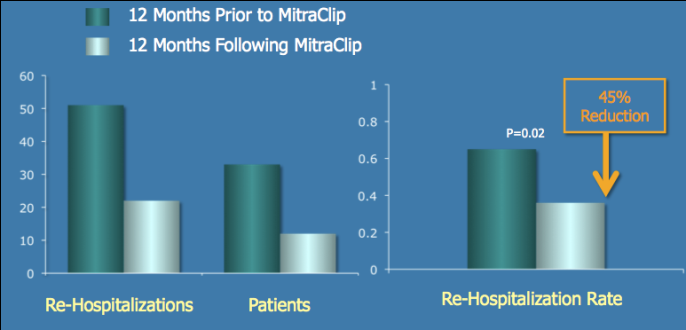 12 Months Prior to MitraClip
12 Months Following MitraClip
60
50
40
30
20
10
0
Re-Hospitalizations
Patients
1
0.8
0.6
0.4
0.2
0
P=0.02
45%
Reduction
Re-Hospitalization Rate